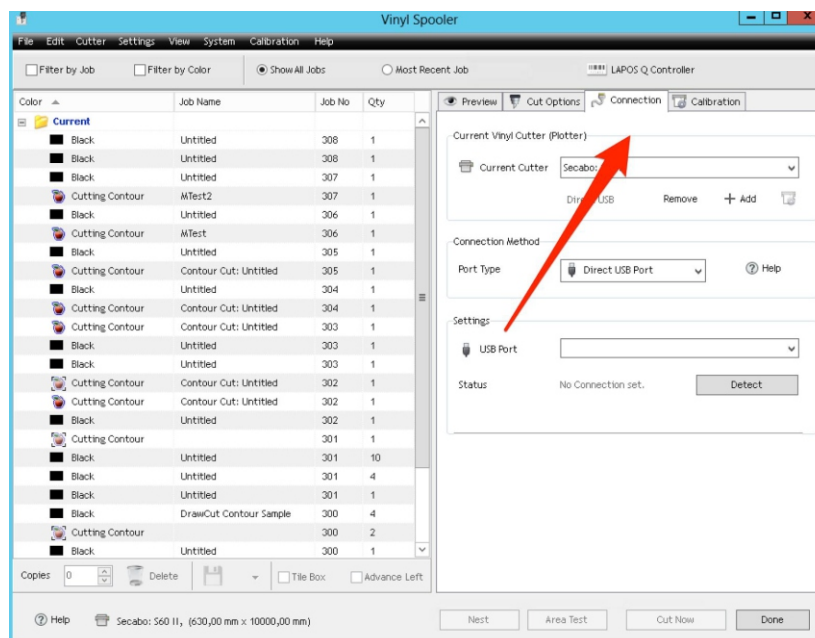 Vinyl Spooler
File Edit Cutter Settings View System Calibration Help
Filter by Job Filter by Color Show All Jobs Most Recent Job LAPOS Q Controller
Color Job Name Job No Qty
Current
Black Untitled 308 1
Black Untitled 308 1
Black Untitled 307 1
Cutting Contour MTest2 307 1
Black Untitled 306 1
Cutting Contour MTest 306 1
Black Untitled 305 1
Cutting Contour Contour Cut: Untitled 305 1
Black Untitled 304 1
Cutting Contour Contour Cut: Untitled 304 1
Cutting Contour Contour Cut: Untitled 303 1
Black Untitled 303 1
Black Untitled 303 1
Cutting Contour Contour Cut: Untitled 302 1
Cutting Contour Contour Cut: Untitled 302 1
Black Untitled 302 1
Cutting Contour 301 1
Black Untitled 301 10
Black Untitled 301 4
Black Untitled 301 1
Black DrawCut Contour Sample 300 4
Cutting Contour 300 2
Black Untitled 300 1
Copies 0 Delete Tile Box Advance Left
Preview Cut Options Connection Calibration
Current Vinyl Cutter (Plotter)
Current Cutter Secabo:
USB Remove + Add
Connection Method
Port Type Direct USB Port Help
Settings
USB Port
Status No Connection set. Detect
Help Secabo: S60 II, (630,00 mm x 10000,00 mm) Nest Area Test Cut Now Done